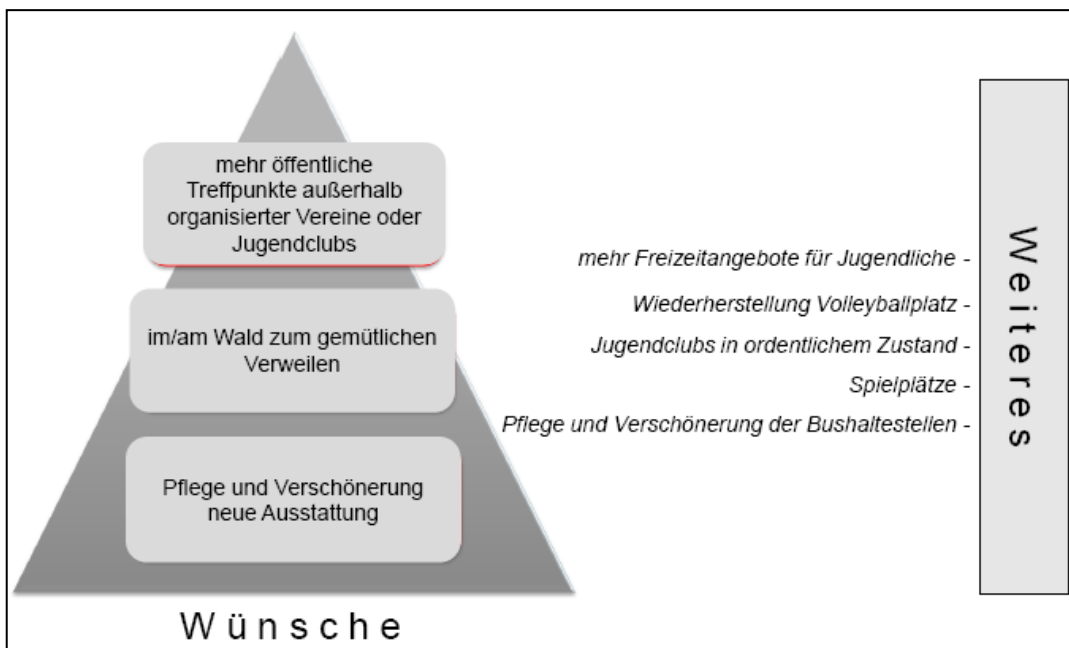 mehr öffentliche
Treffpunkte außerhalb
organisierter Vereine oder
Jugendclubs
im/am Wald zum gemütlichen
Verweilen
Pflege und Verschönerung
neue Ausstattung
Wünsche
mehr Freizeitangebote für Jugendliche -
Wiederherstellung Volleyballplatz -
Jugendclubs in ordentlichem Zustand -
Spielplätze -
Pflege und Verschönerung der Bushaltestellen -
Weiteres